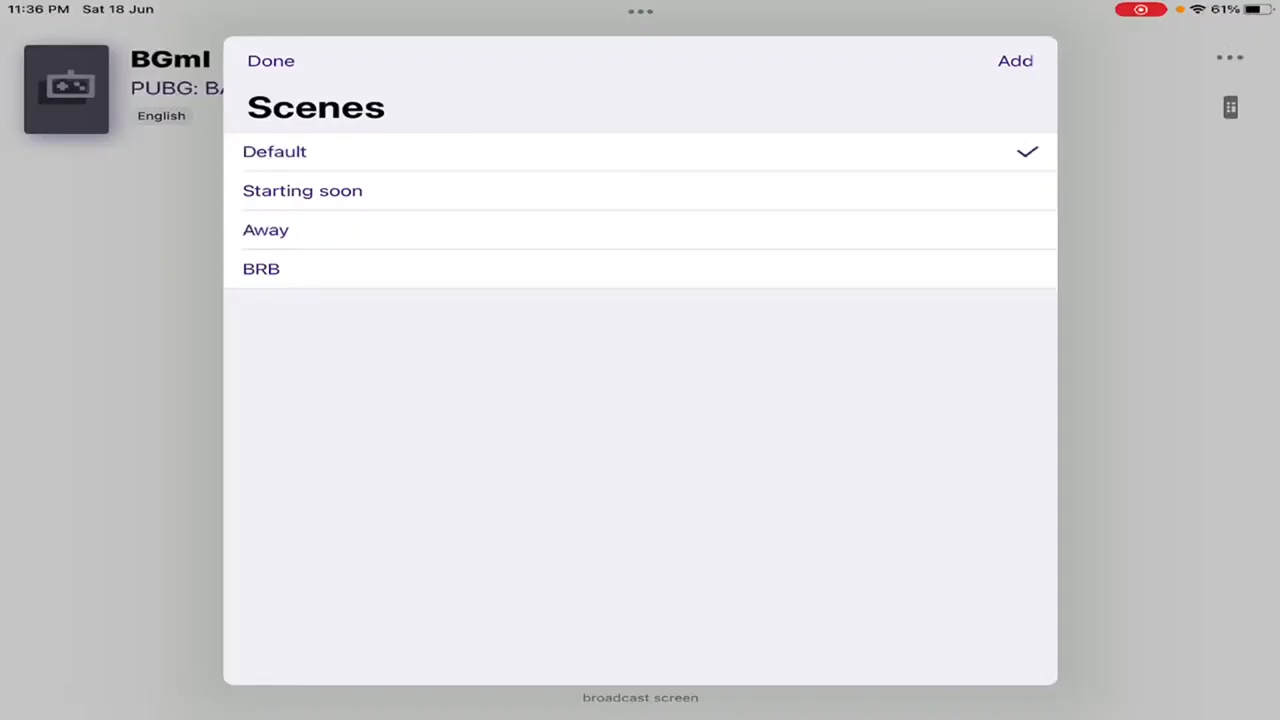 11:36 PM Sat 18 Jun
61%
BGmI
PUBG: BA
English
Done
Add
Scenes
Default
Starting soon
Away
BRB
broadcast screen